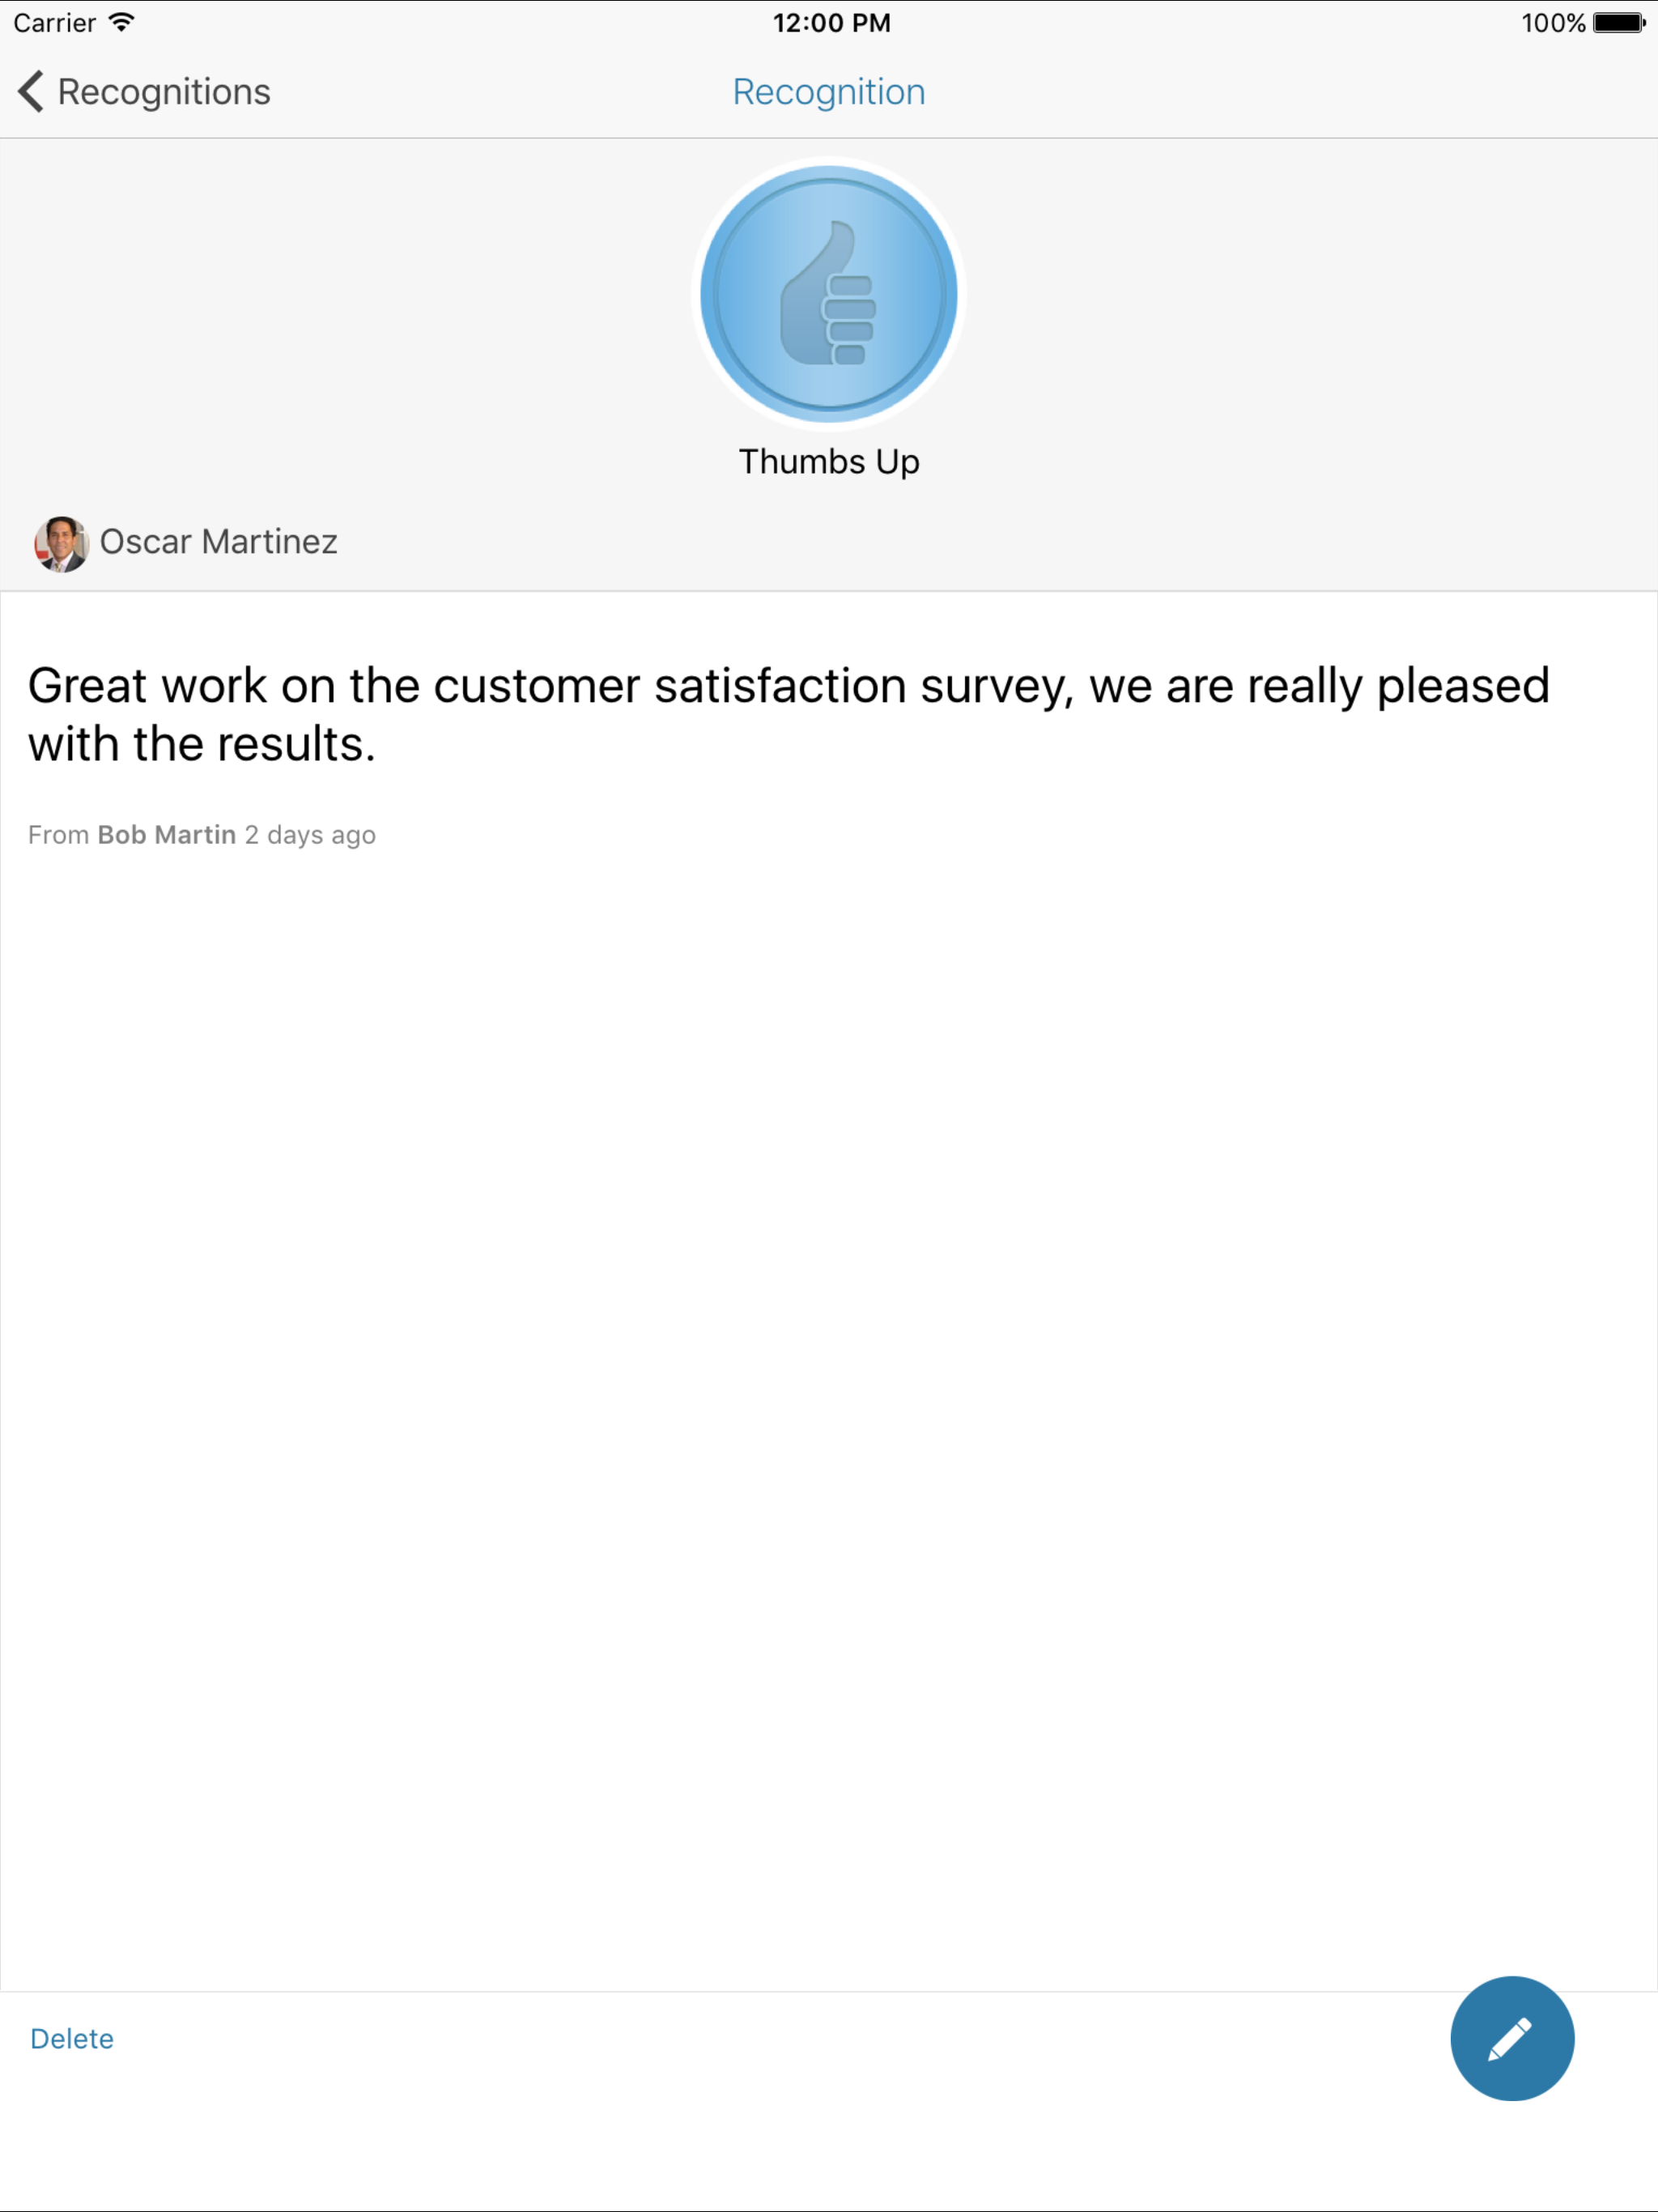 Carrier
12:00 PM
100%
Recognitions
Recognition
Thumbs Up
Oscar Martinez
Great work on the customer satisfaction survey, we are really pleased
with the results.
From Bob Martin 2 days ago
Delete